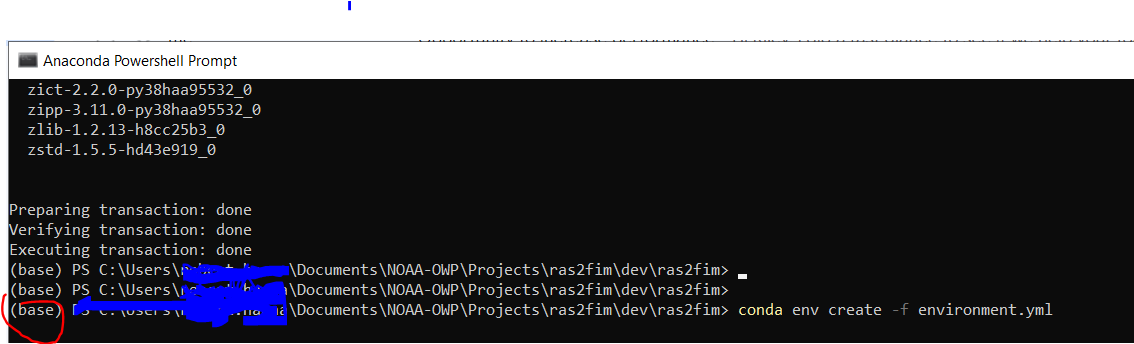 Anaconda Powershell Prompt
zict-2.2.0-py38haa95532_0
zipp-3.11.0-py38haa95532_0
zlib-1.2.13-h8cc25b3_0
zstd-1.5.5-hd43e919_0
Preparing transaction: done
Verifying transaction: done
Executing transaction: done
(base) PS C:\Users\ \Documents\NOAA-OWP\Projects\ras2fim\dev\ras2fim>
(base) PS C:\Users\ \Documents\NOAA-OWP\Projects\ras2fim\dev\ras2fim>
(base) PS C:\Users\ \Documents\NOAA-OWP\Projects\ras2fim\dev\ras2fim> conda env create -f environment.yml